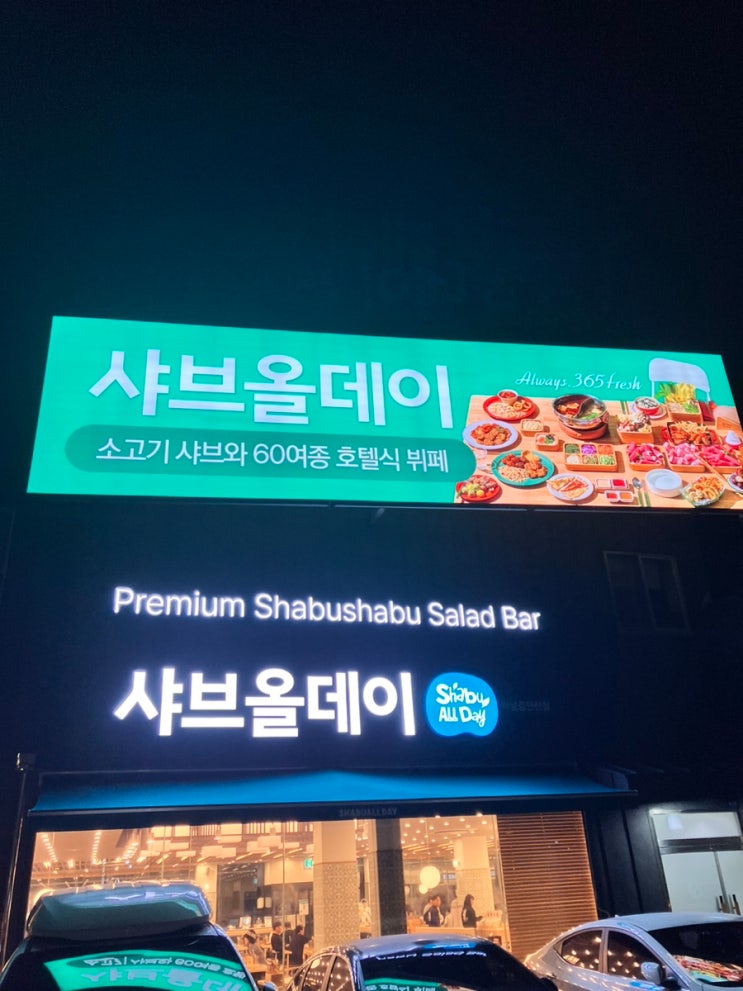 샤브올데이
Always. 365 fresh
소고기 샤브와 60여종 호텔식 뷔페
Premium Shabushabu Salad Bar
샤브올데이
Shabu
ALL Day
SHABUALLDAY